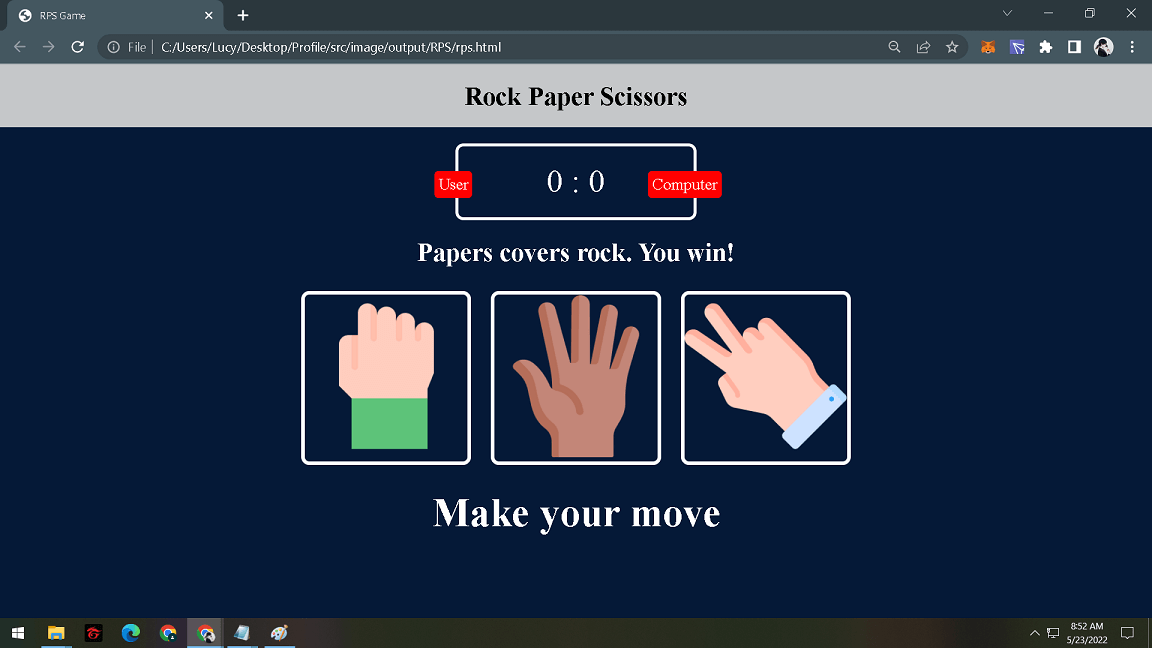 RPS Game
File
C:/Users/Lucy/Desktop/Profile/src/image/output/RPS/rps.html
Rock Paper Scissors
User
0 : 0
Computer
Papers covers rock. You win!
Make your move
8:52 AM
5/23/2022